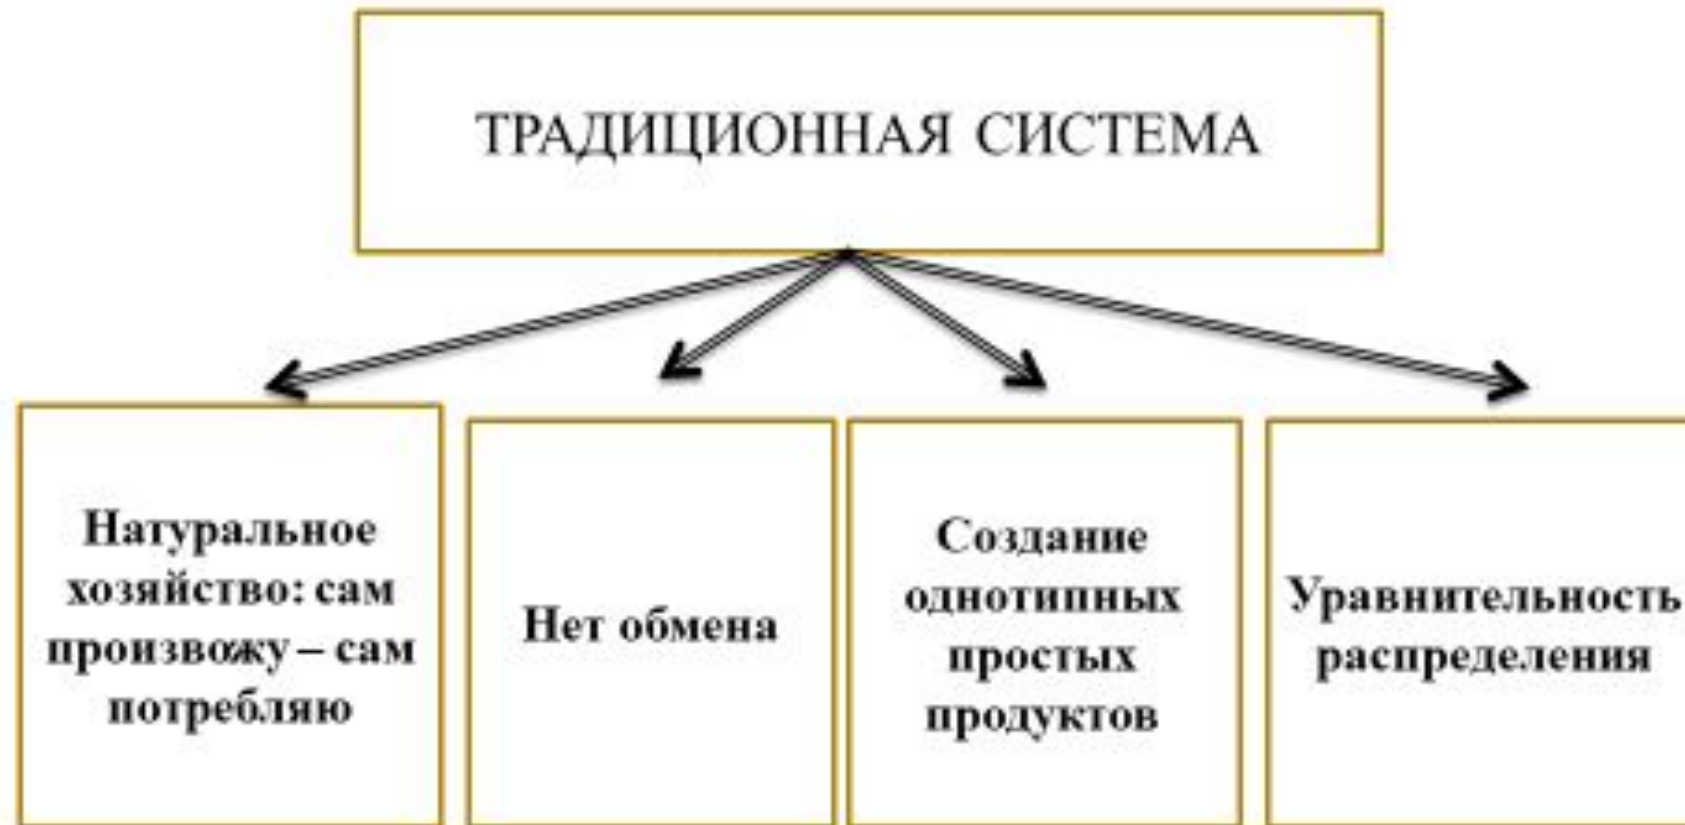 ТРАДИЦИОННАЯ СИСТЕМА
Натуральное
хозяйство: сам
произвожу – сам
потребляю
Нет обмена
Создание
однотипных
простых
продуктов
Уравнительность
распределения